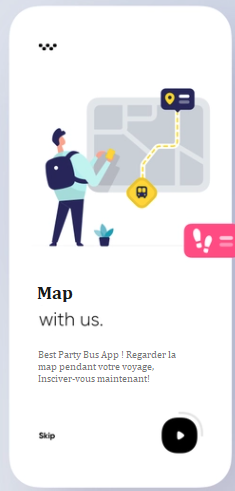 Map
with us.
Best Party Bus App ! Regarder la
map pendant votre voyage,
Insciver-vous maintenant!
Skip